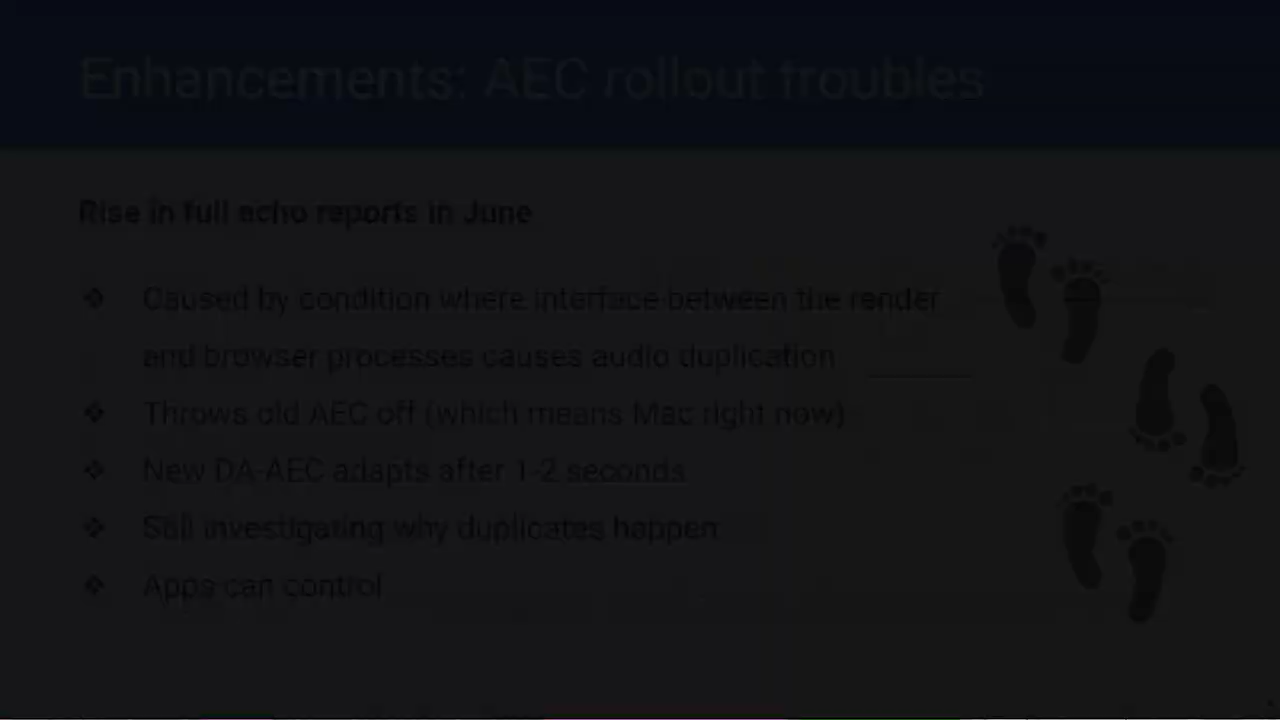 Enhancements: AEC rollout troubles
Rise in full echo reports in June
❖ Caused by condition where interface between the render
and browser processes causes audio duplication
❖ Throws old AEC off (which means Mac right now)
❖ New DA-AEC adapts after 1-2 seconds
❖ Still investigating why duplicates happen
❖ Apps can control